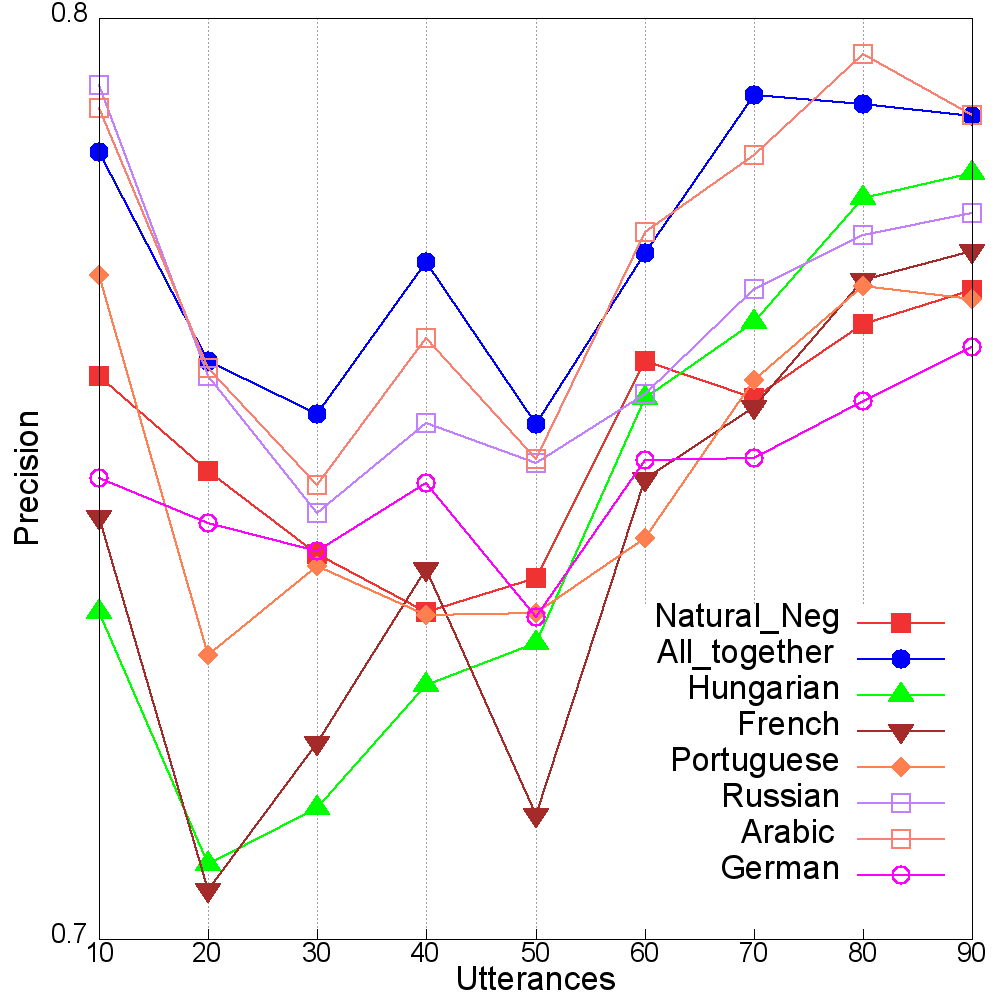 0.8
Precision
Natural_Neg
All_together
Hungarian
French
Portuguese
Russian
Arabic
German
0.7
10 20 30 40 50 60 70 80 90
Utterances